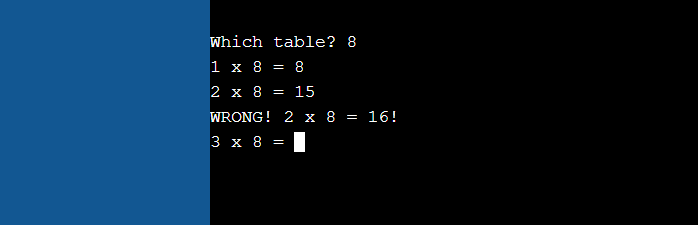 Which table? 8
1 x 8 = 8
2 x 8 = 15
WRONG! 2 x 8 = 16!
3 x 8 =